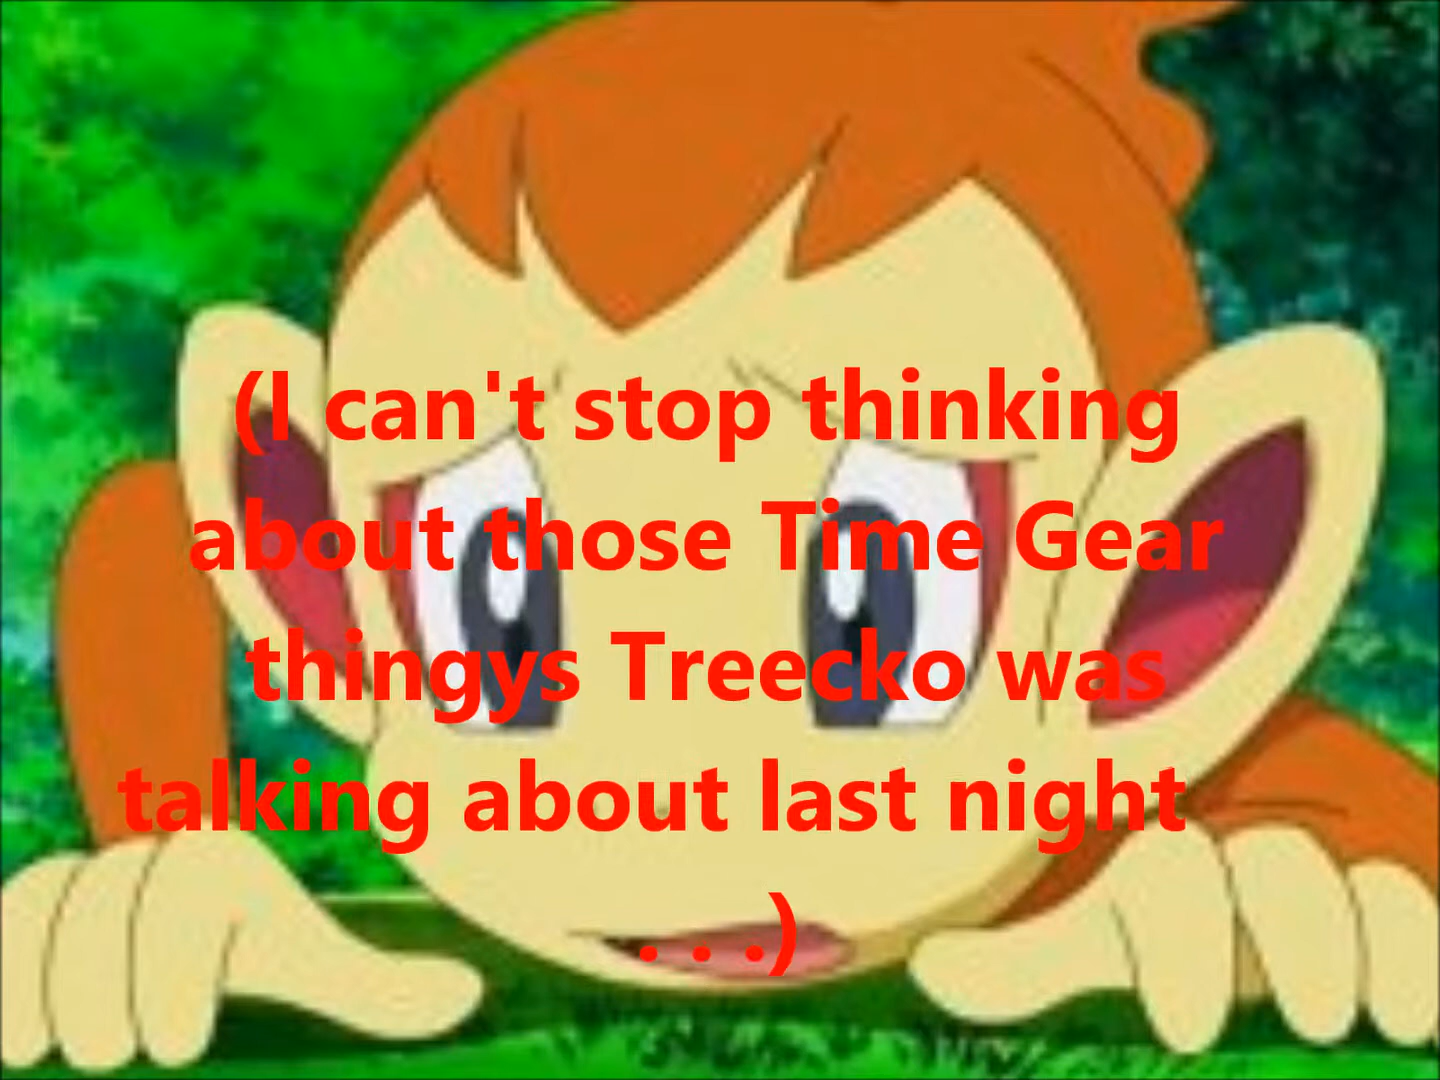 (I can't stop thinking
about those Time Gear
thingys Treecko was
talking about last night
. . .)